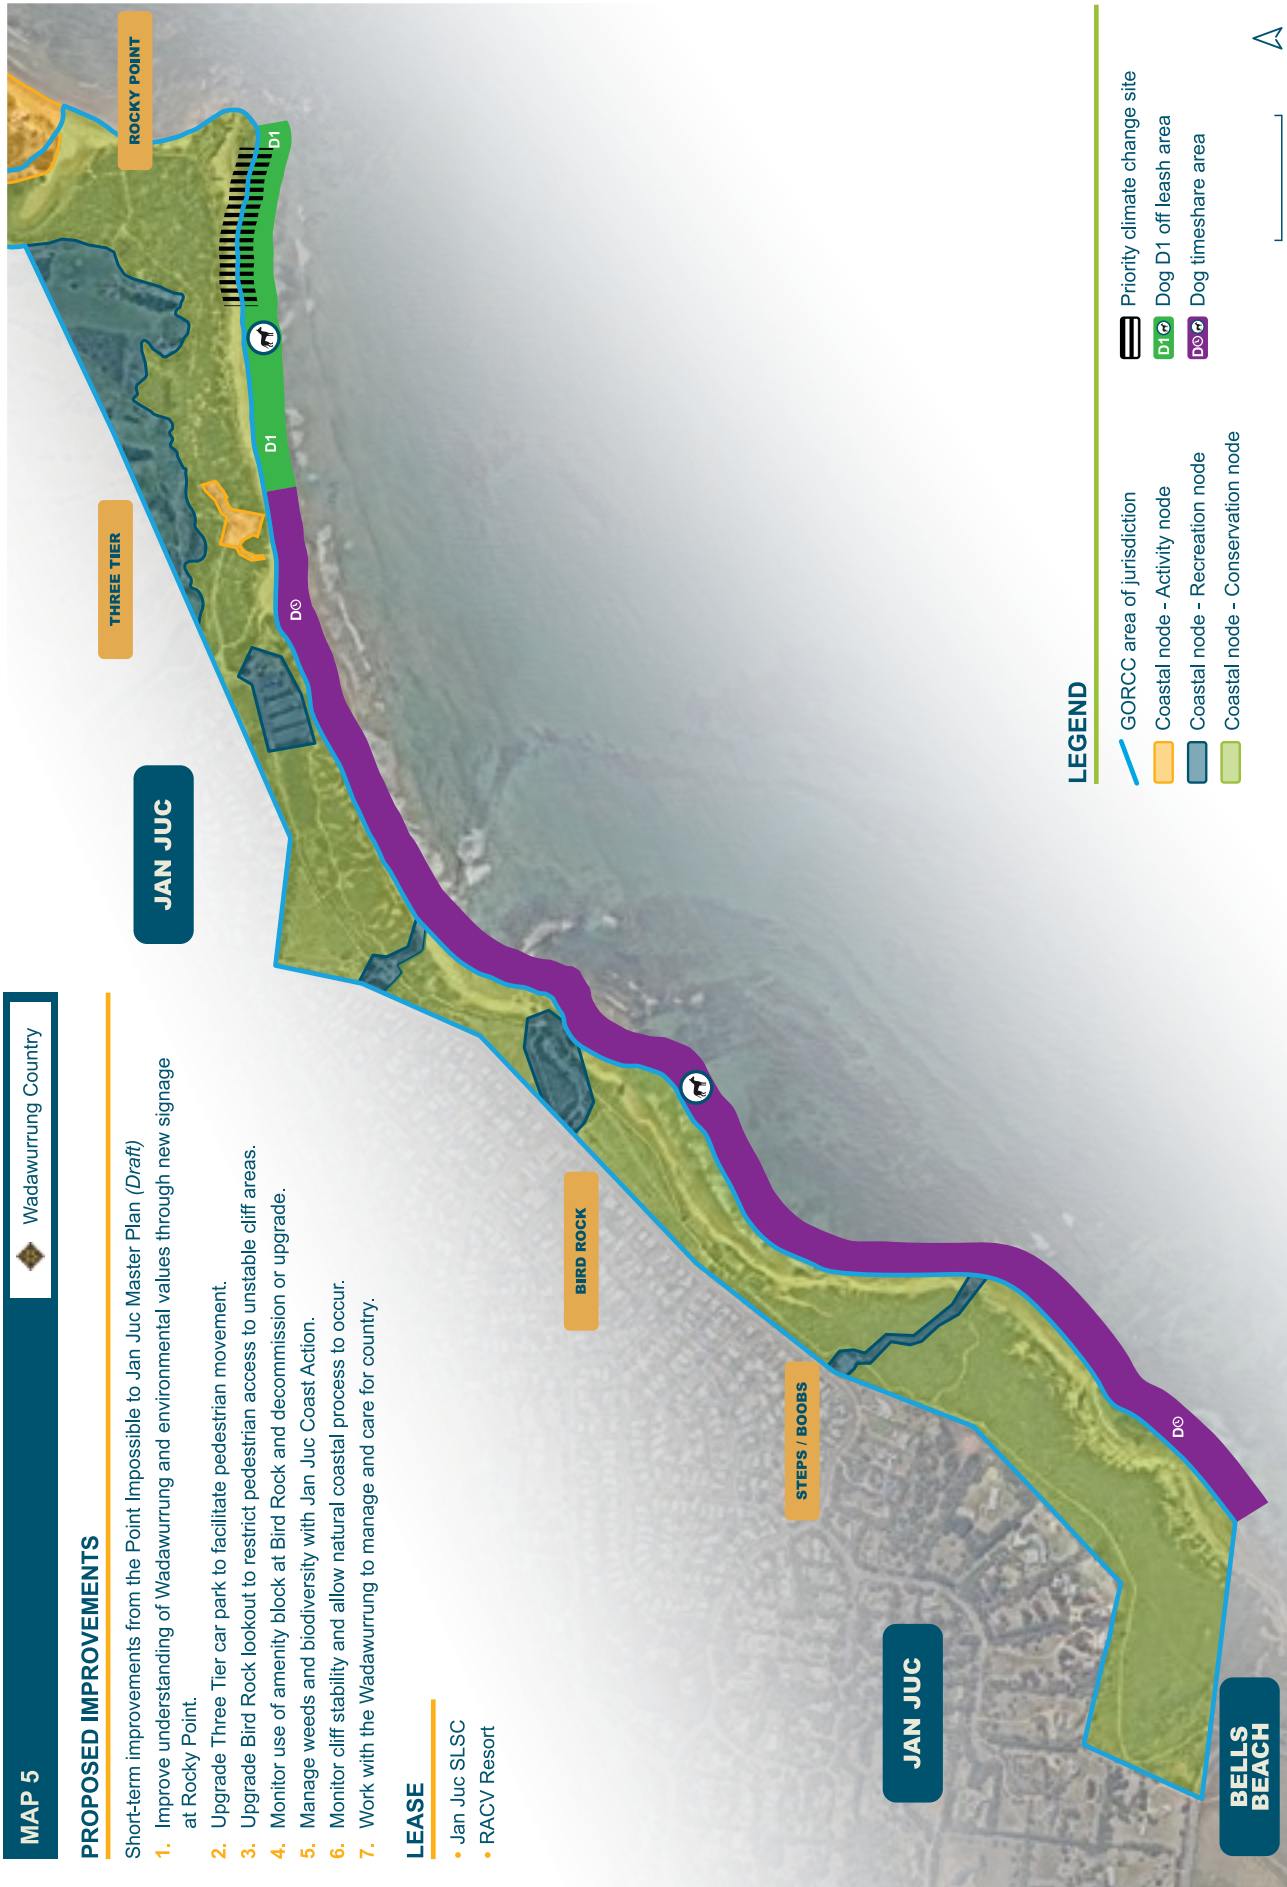 MAP 5
Wadawurrung Country
PROPOSED IMPROVEMENTS
Short-term improvements from the Point Impossible to Jan Juc Master Plan (Draft)
1. Improve understanding of Wadawurrung and environmental values through new signage
at Rocky Point.
2. Upgrade Three Tier car park to facilitate pedestrian movement.
3. Upgrade Bird Rock lookout to restrict pedestrian access to unstable cliff areas.
4. Monitor use of amenity block at Bird Rock and decommission or upgrade.
5. Manage weeds and biodiversity with Jan Juc Coast Action.
6. Monitor cliff stability and allow natural coastal process to occur.
7. Work with the Wadawurrung to manage and care for country.
LEASE
• Jan Juc SLSC
• RACV Resort
JAN JUC
THREE TIER
ROCKY POINT
BIRD ROCK
STEPS / BOOBS
JAN JUC
BELLS
BEACH
D1
D1
D
D
LEGEND
GORCC area of jurisdiction
Coastal node - Activity node
Coastal node - Recreation node
Coastal node - Conservation node
Priority climate change site
D1 Dog D1 off leash area
D Dog timeshare area